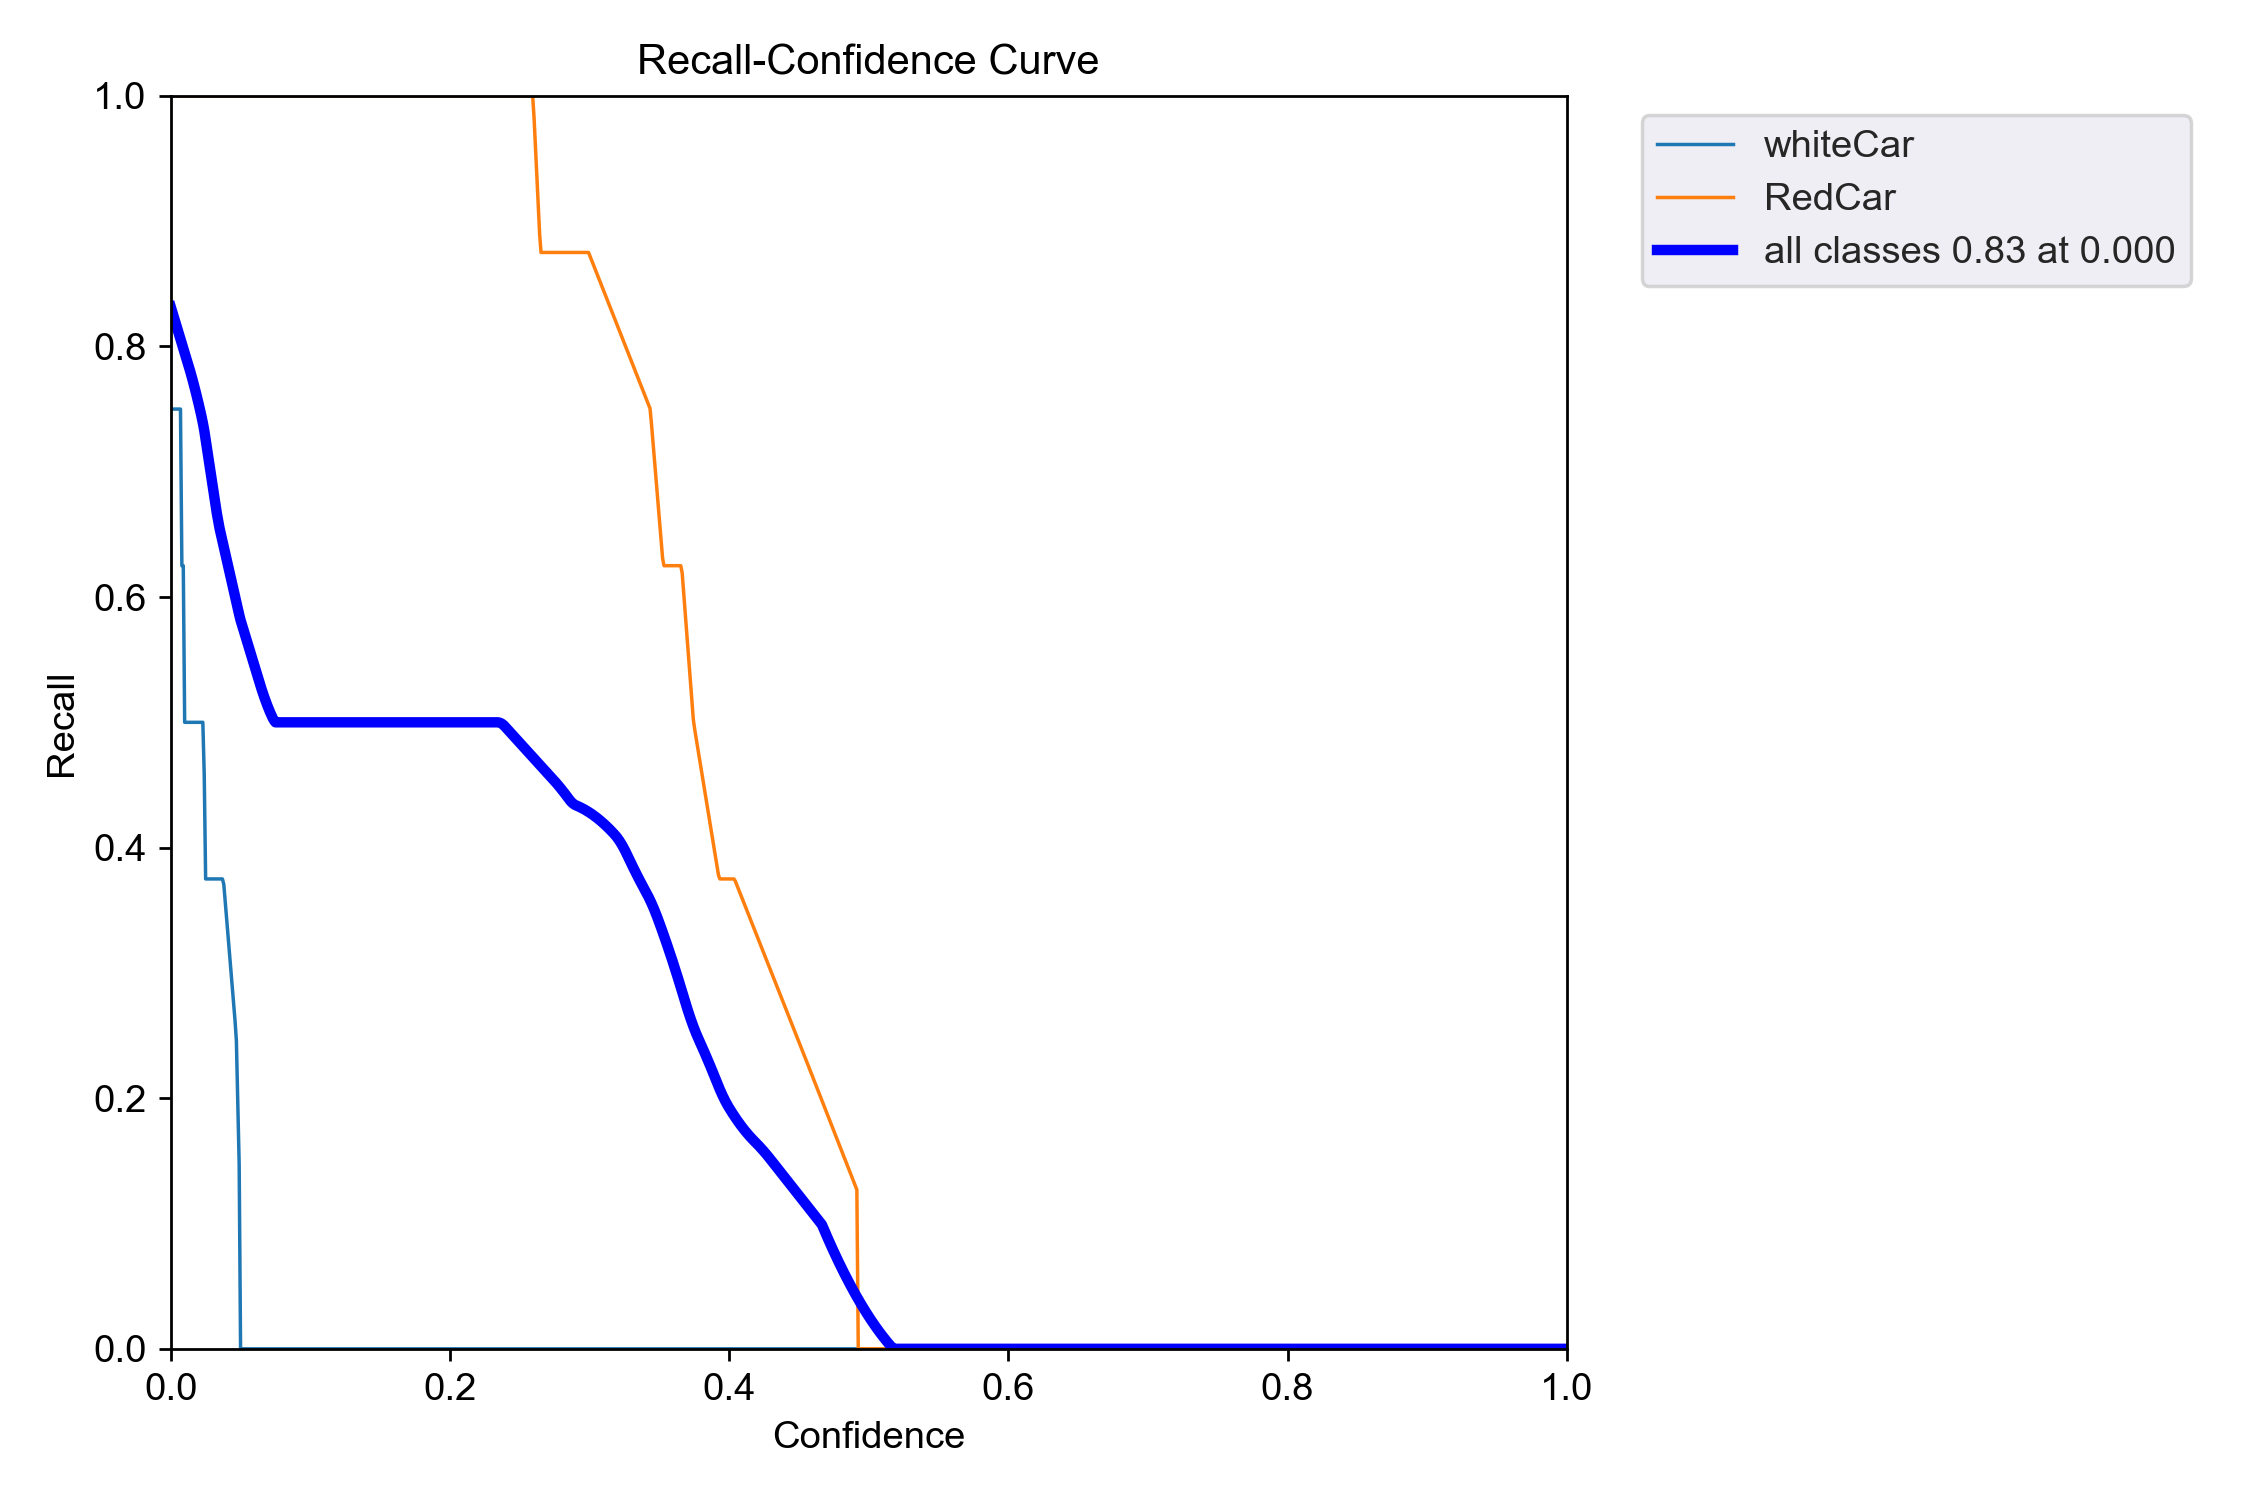 Recall-Confidence Curve
1.0
0.8
0.6
0.4
0.2
0.0
Recall
0.0 0.2 0.4 0.6 0.8 1.0
Confidence
whiteCar
RedCar
all classes 0.83 at 0.000